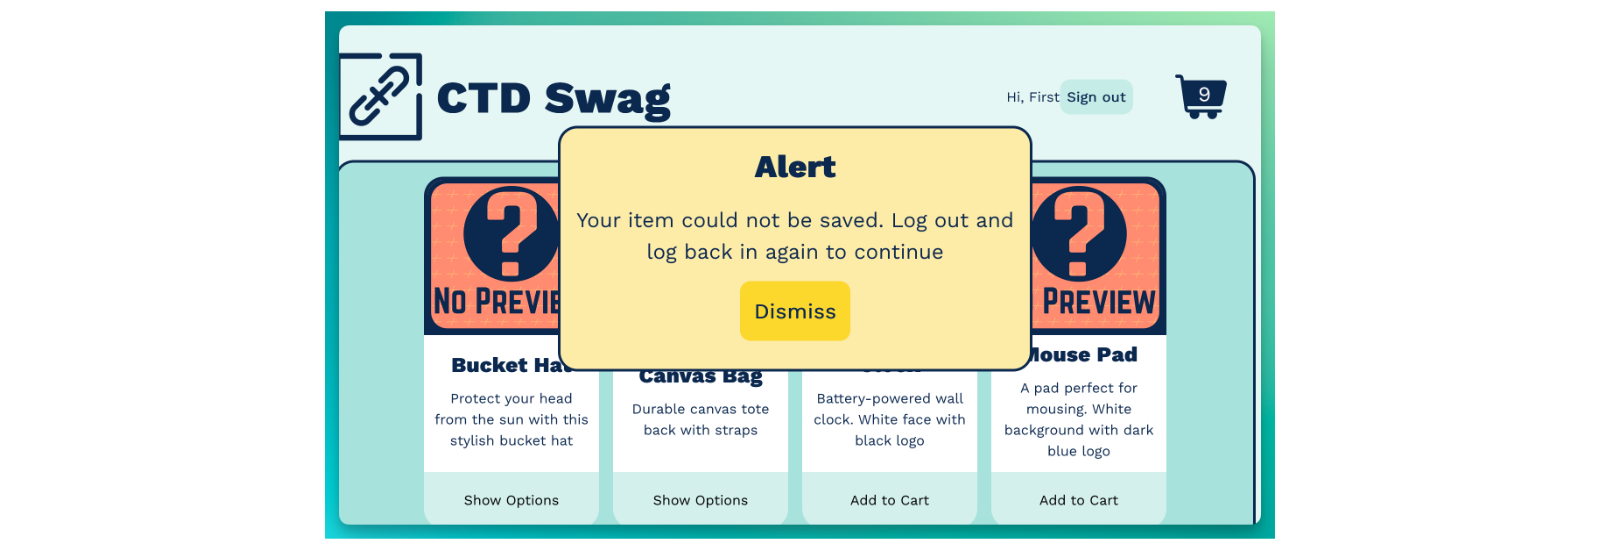 CTD Swag
Hi, First Sign out
9
Alert
Your item could not be saved. Log out and
log back in again to continue
Dismiss
No
PREVIEW
Bucket Hat
Protect your head
from the sun with this
stylish bucket hat
Show Options
Canvas Bag
Durable canvas tote
back with straps
Show Options
Battery-powered wall
clock. White face with
black logo
Add to Cart
Mouse Pad
A pad perfect for
mousing. White
background with dark
blue logo
Add to Cart